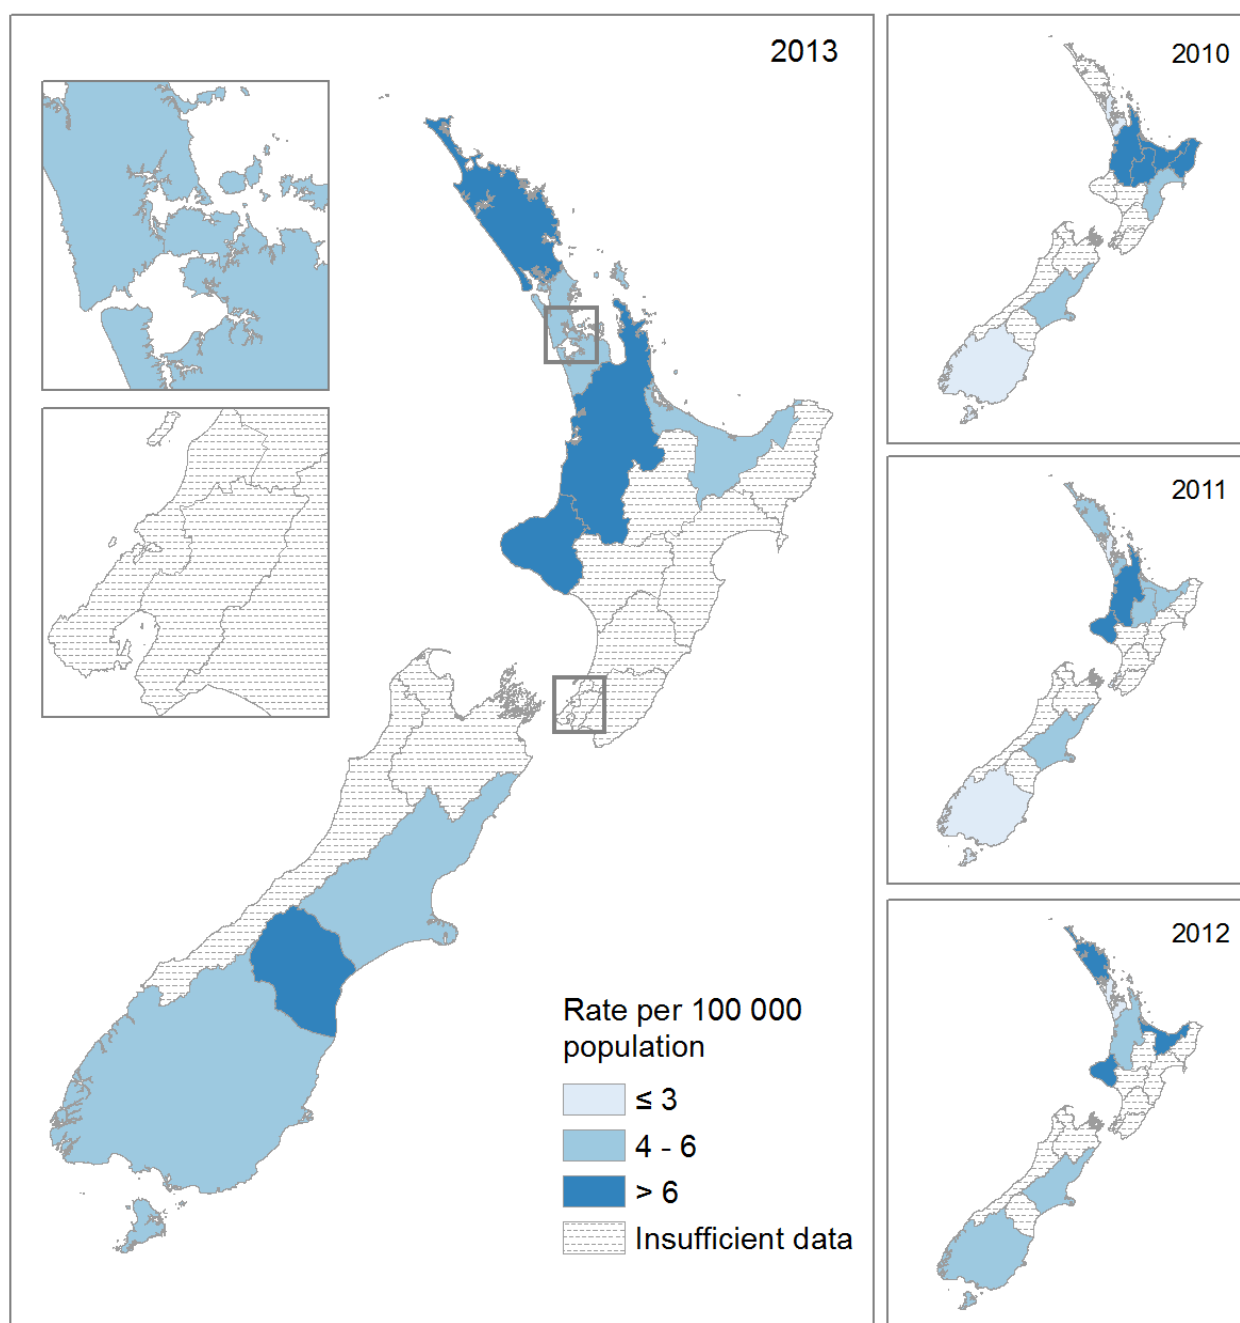 2013
2010
2011
2012
Rate per 100 000
population
≤ 3
4 - 6
> 6
Insufficient data